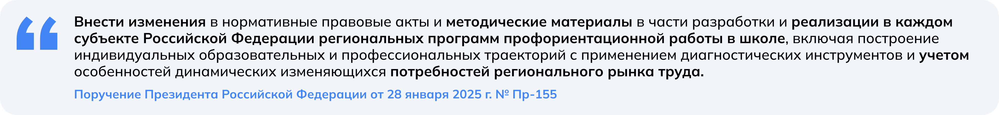 Внести изменения в нормативные правовые акты и методические материалы в части разработки и реализации в каждом
субъекте Российской Федерации региональных программ профориентационной работы в школе, включая построение
индивидуальных образовательных и профессиональных траекторий с применением диагностических инструментов и учетом
особенностей динамических изменяющихся потребностей регионального рынка труда.
Поручение Президента Российской Федерации от 28 января 2025 г. № Пр-155